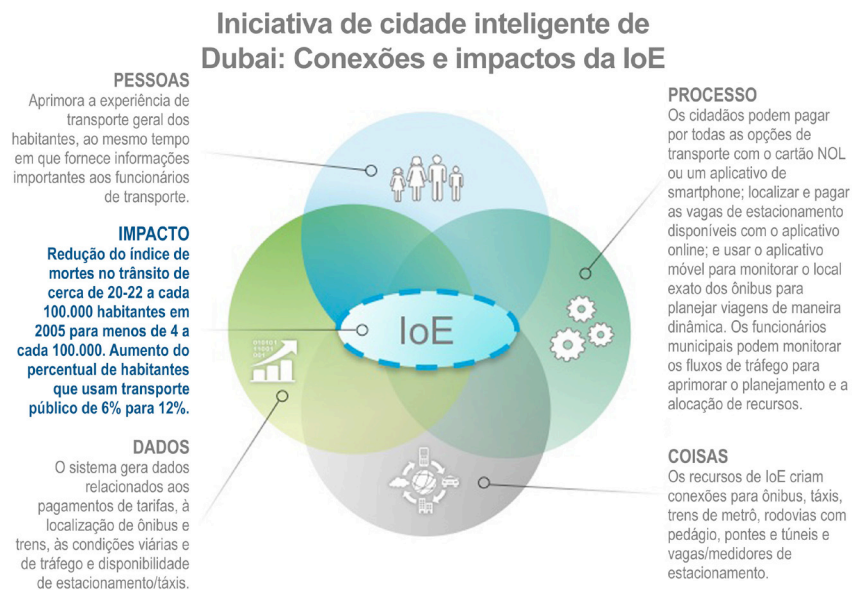 Iniciativa de cidade inteligente de
Dubai: Conexões e impactos da IoE
PESSOAS
Aprimora a experiência de
transporte geral dos
habitantes, ao mesmo tempo
em que fornece informações
importantes aos funcionários
de transporte.
IMPACTO
Redução do índice de
mortes no trânsito de
cerca de 20-22 a cada
100.000 habitantes em
2005 para menos de 4 a
cada 100.000. Aumento do
percentual de habitantes
que usam transporte
público de 6% para 12%.
DADOS
O sistema gera dados
relacionados aos
pagamentos de tarifas, à
localização de ônibus e
trens, às condições viárias e
de tráfego e disponibilidade
de estacionamento/táxis.
010101
11001
001
IoE
PROCESSO
Os cidadãos podem pagar
por todas as opções de
transporte com o cartão NOL
ou um aplicativo de
smartphone; localizar e pagar
as vagas de estacionamento
disponíveis com o aplicativo
online; e usar o aplicativo
móvel para monitorar o local
exato dos ônibus para
planejar viagens de maneira
dinâmica. Os funcionários
municipais podem monitorar
os fluxos de tráfego para
aprimorar o planejamento e a
alocação de recursos.
COISAS
Os recursos de IoE criam
conexões para ônibus, táxis,
trens de metrô, rodovias com
pedágio, pontes e túneis e
vagas/medidores de
estacionamento.